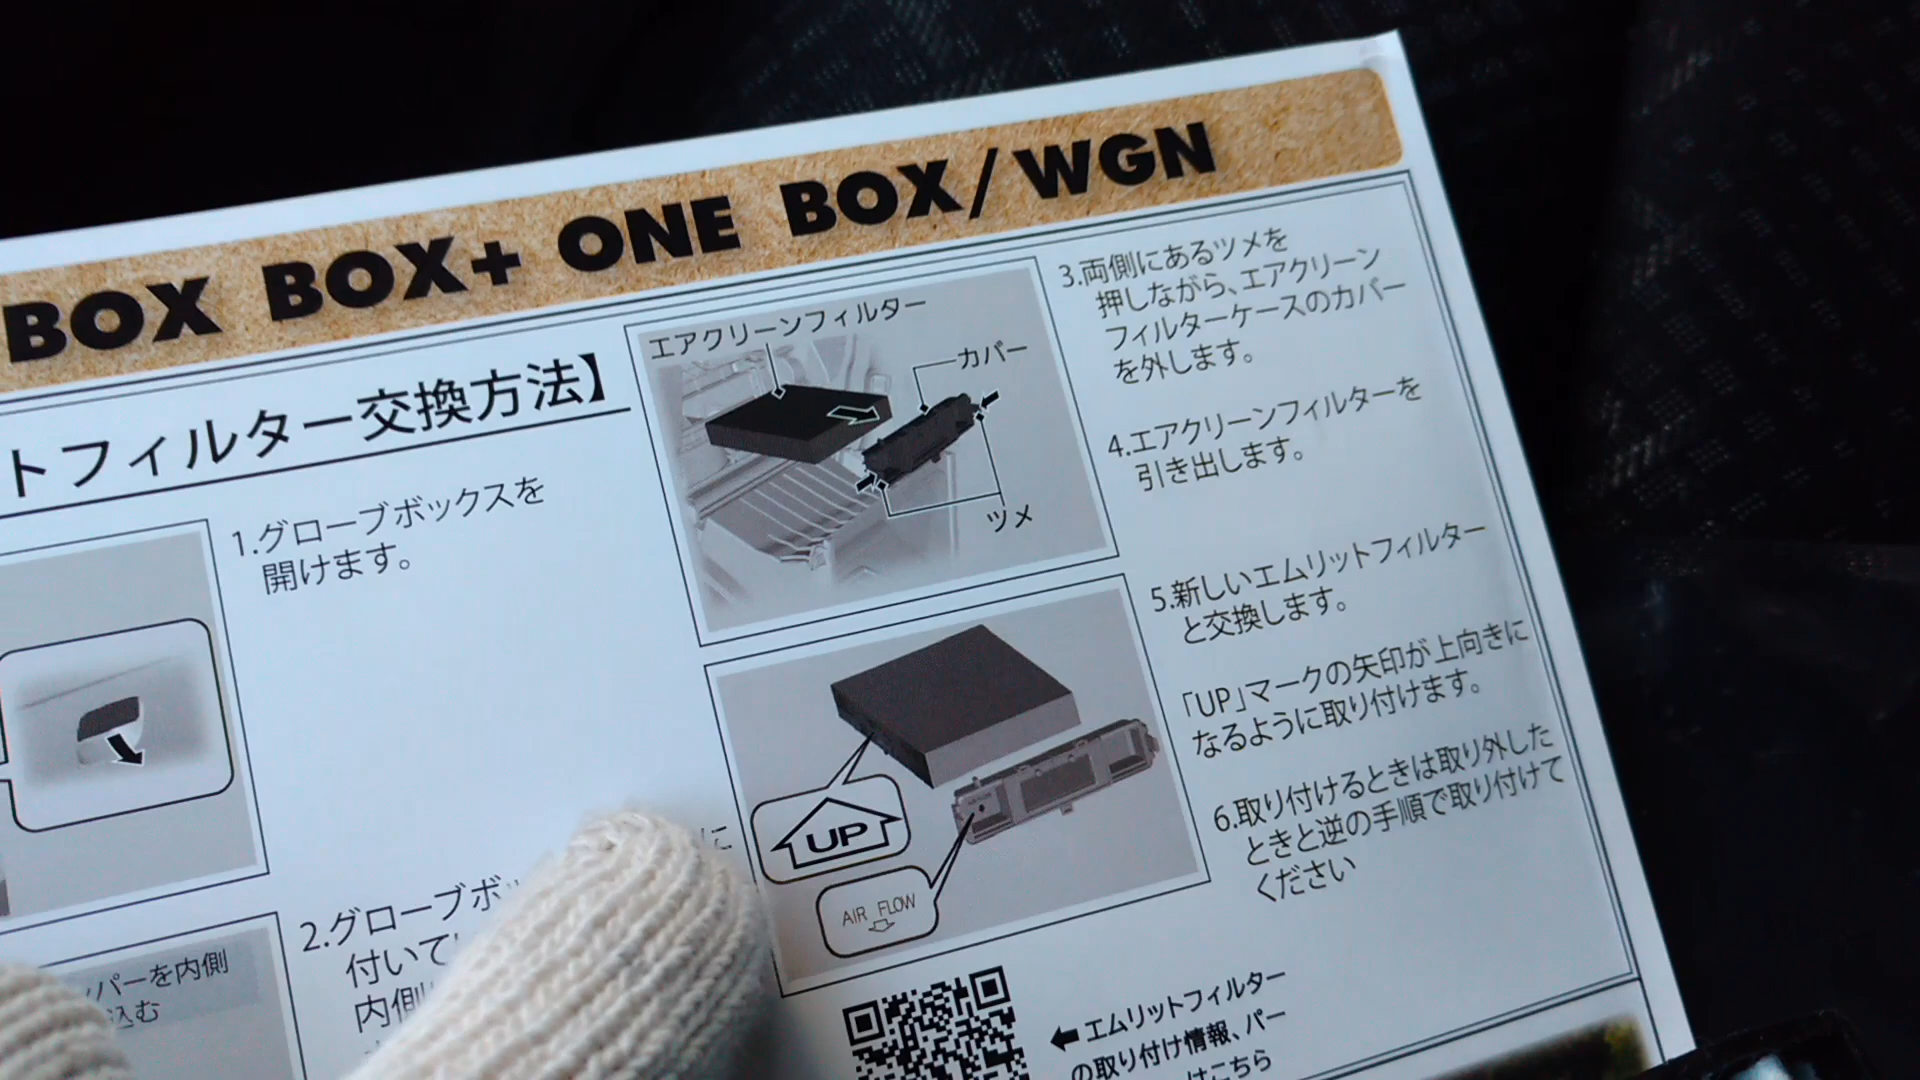 BOX BOX+ ONE BOX/WGN
トフィルター交換方法】
1.グローブボックスを
開けます。
2.グローブボ
付いて
内側
に
パーを内側
込む
エアクリーンフィルター
カバー
ツメ
3.両側にあるツメを
押しながら、エアクリーン
フィルターケースのカバー
を外します。
4.エアクリーンフィルターを
引き出します。
UP
AIR FLOW
5.新しいエムリットフィルター
と交換します。
「UP」マークの矢印が上向きに
なるように取り付けます。
6.取り付けるときは取り外した
ときと逆の手順で取り付けて
ください
エムリットフィルター
の取り付け情報、パー
はこちら